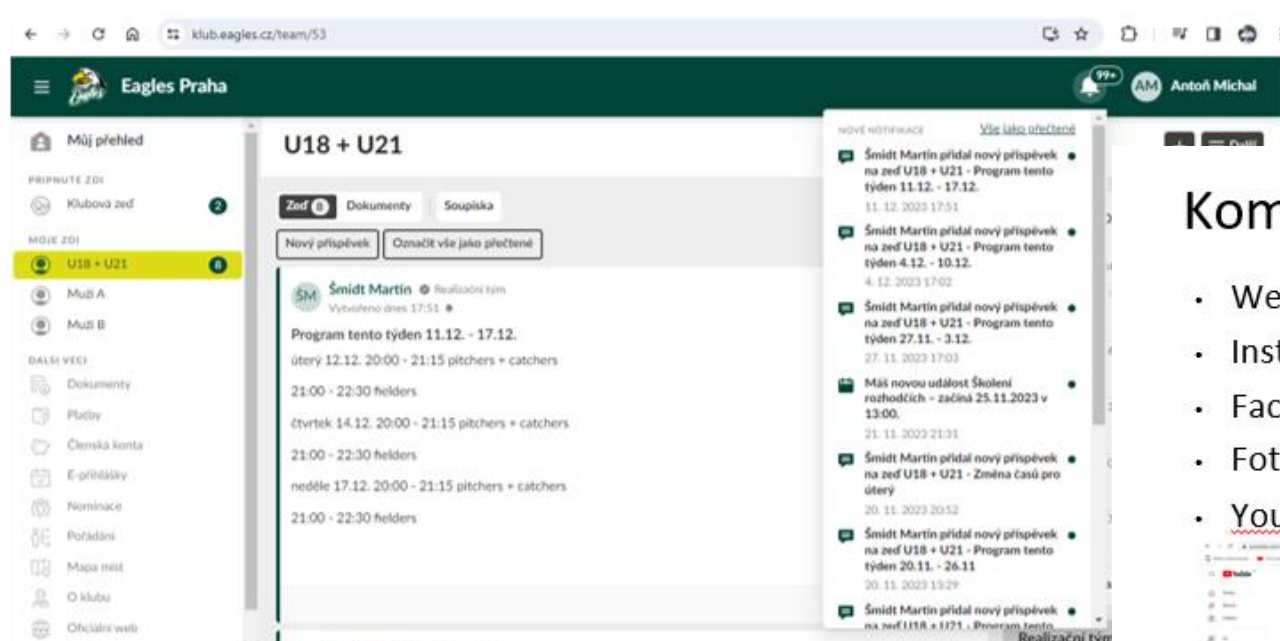 klub.eagles.cz/team/53
Eagles Praha
99+
AM
Antoň Michal
Můj přehled
PŘIPNUTÉ ZDI
Klubová zeď
2
MOJE ZDI
U18 + U21
8
Muži A
Muži B
DALŠÍ VĚCI
Dokumenty
Platby
Členská konta
E-přihlášky
Nominace
Pořádání
Mapa míst
O klubu
Oficiální web
U18 + U21
Zeď 8
Dokumenty
Soupiska
Nový příspěvek
Označit vše jako přečtené
ŠM
Šmidt Martin
Realizační tým
Vytvořeno dnes 17:51
Program tento týden 11.12. - 17.12.
úterý 12.12. 20:00 - 21:15 pitchers + catchers
21:00 - 22:30 fielders
čtvrtek 14.12. 20:00 - 21:15 pitchers + catchers
21:00 - 22:30 fielders
neděle 17.12. 20:00 - 21:15 pitchers + catchers
21:00 - 22:30 fielders
NOVÉ NOTIFIKACE
Vše jako přečtené
Šmidt Martin přidal nový příspěvek
na zeď U18 + U21 - Program tento
týden 11.12. - 17.12.
11. 12. 2023 17:51
Šmidt Martin přidal nový příspěvek
na zeď U18 + U21 - Program tento
týden 4.12. - 10.12.
4. 12. 2023 17:02
Šmidt Martin přidal nový příspěvek
na zeď U18 + U21 - Program tento
týden 27.11. - 3.12.
27. 11. 2023 17:03
Máš novou událost Školení
rozhodčích – začíná 25.11.2023 v
13:00.
21. 11. 2023 21:31
Šmidt Martin přidal nový příspěvek
na zeď U18 + U21 - Změna časů pro
úterý
20. 11. 2023 20:52
Šmidt Martin přidal nový příspěvek
na zeď U18 + U21 - Program tento
týden 20.11. - 26.11
20. 11. 2023 13:29
Šmidt Martin přidal nový příspěvek
na zeď U18 + U21 - Program tento
Další
Realizační tým
Kom
We
Inst
Fac
Fot
You
YouTube